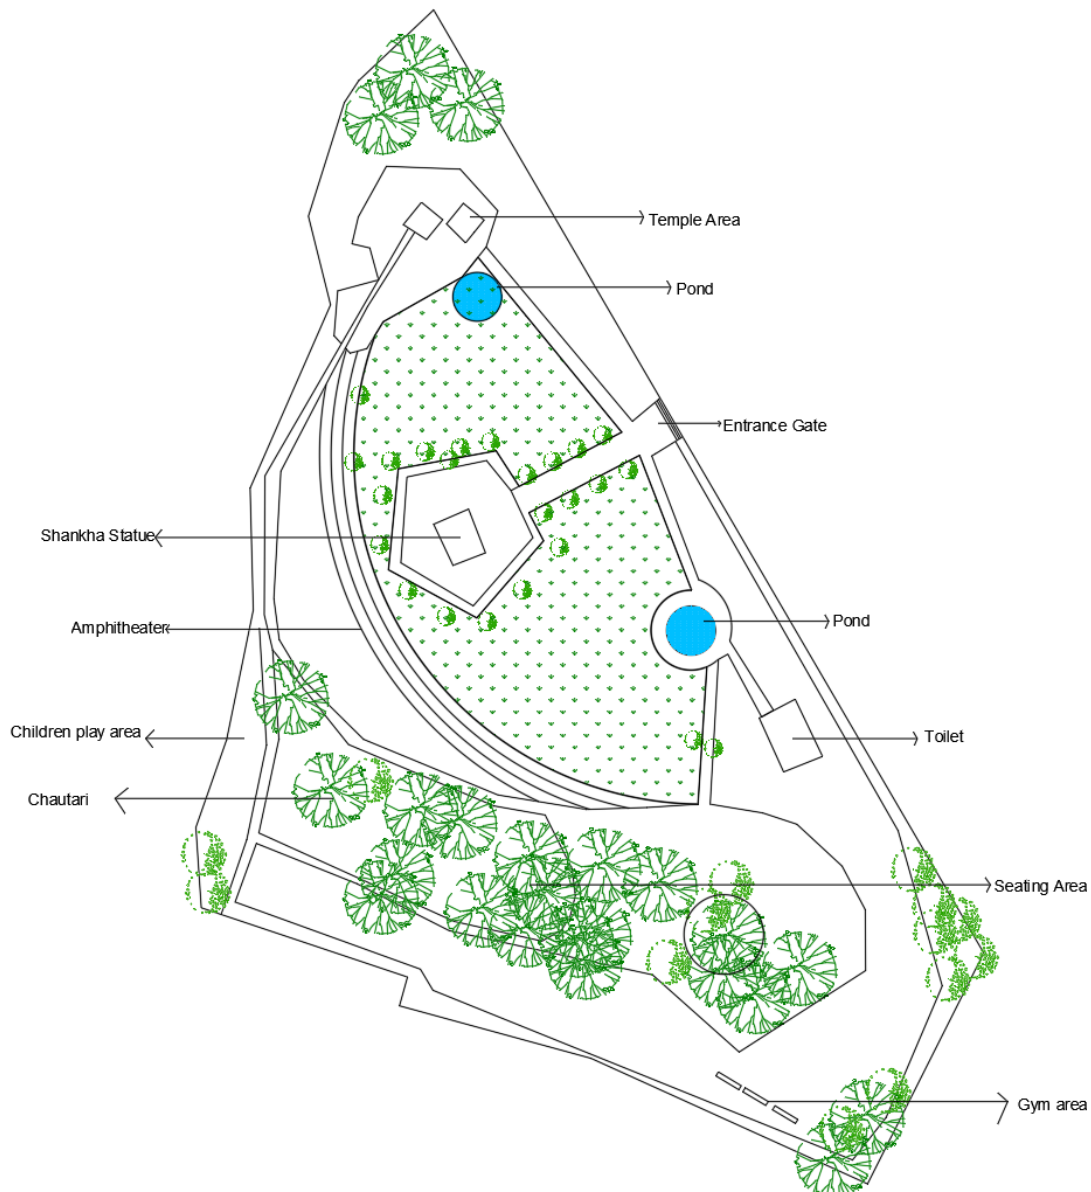 Temple Area
Pond
Entrance Gate
Shankha Statue
Pond
Amphitheater
Children play area
Toilet
Chautari
Seating Area
Gym area